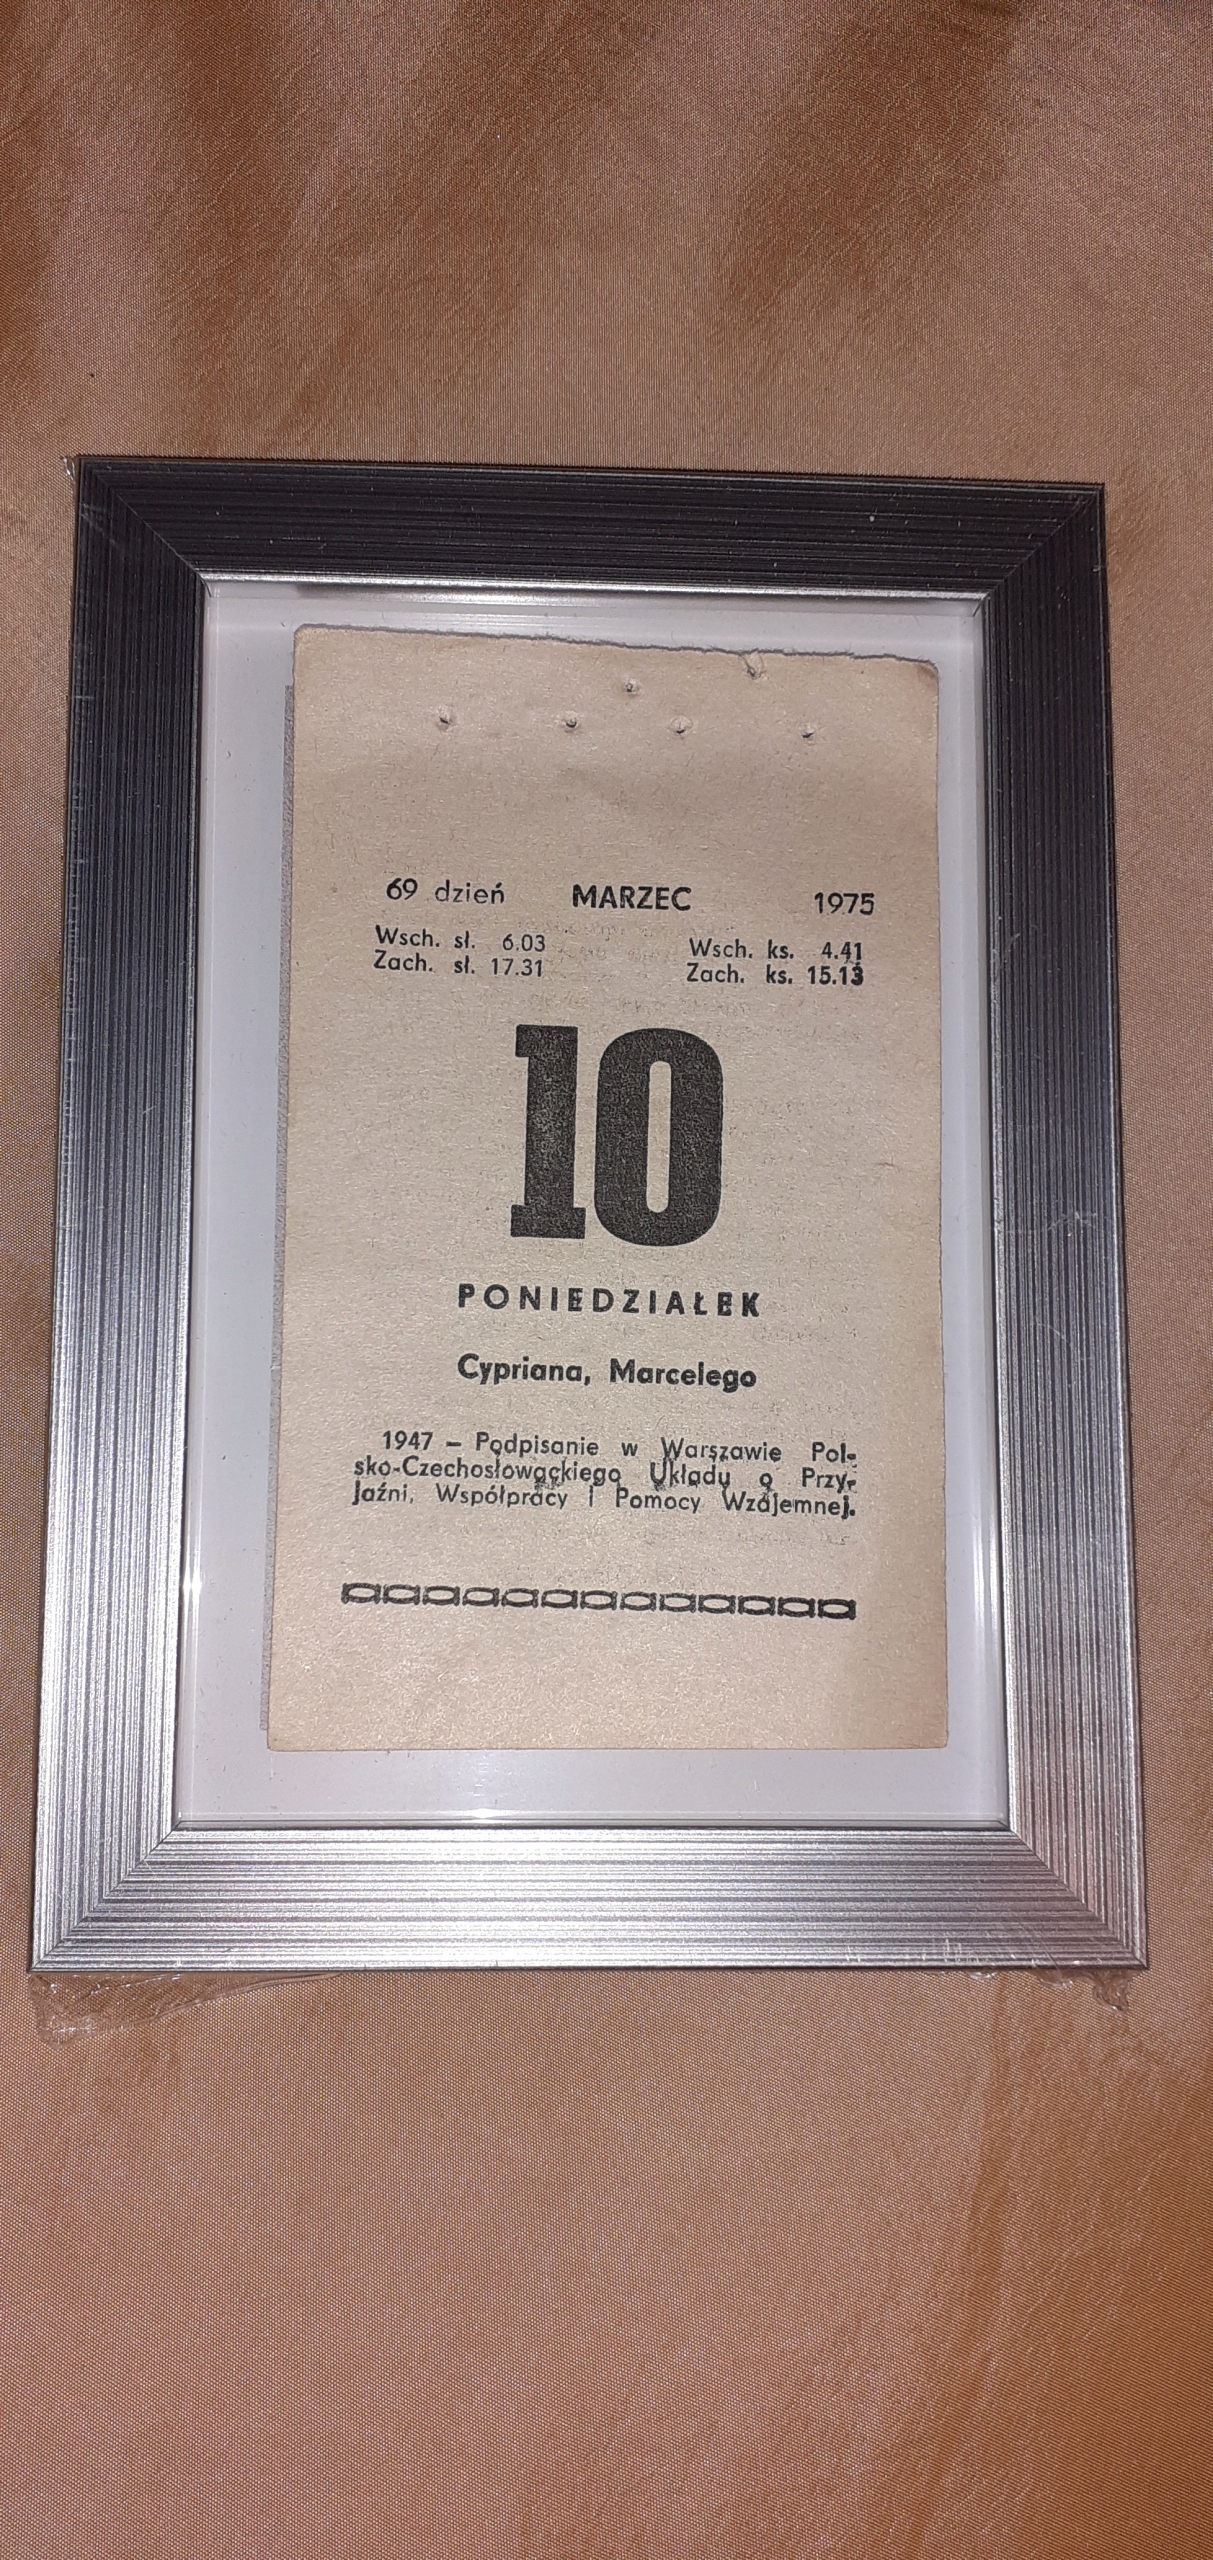 69 dzień MARZEC 1975
Wsch. sł. 6.03 Wsch. ks. 4.41
Zach. sł. 17.31 Zach. ks. 15.13
10
PONIEDZIAŁEK
Cypriana, Marcelego
1947 – Podpisanie w Warszawie Pol-
sko-Czechosłowackiego Układu o Przy-
jaźni, Współpracy i Pomocy Wzajemnej.